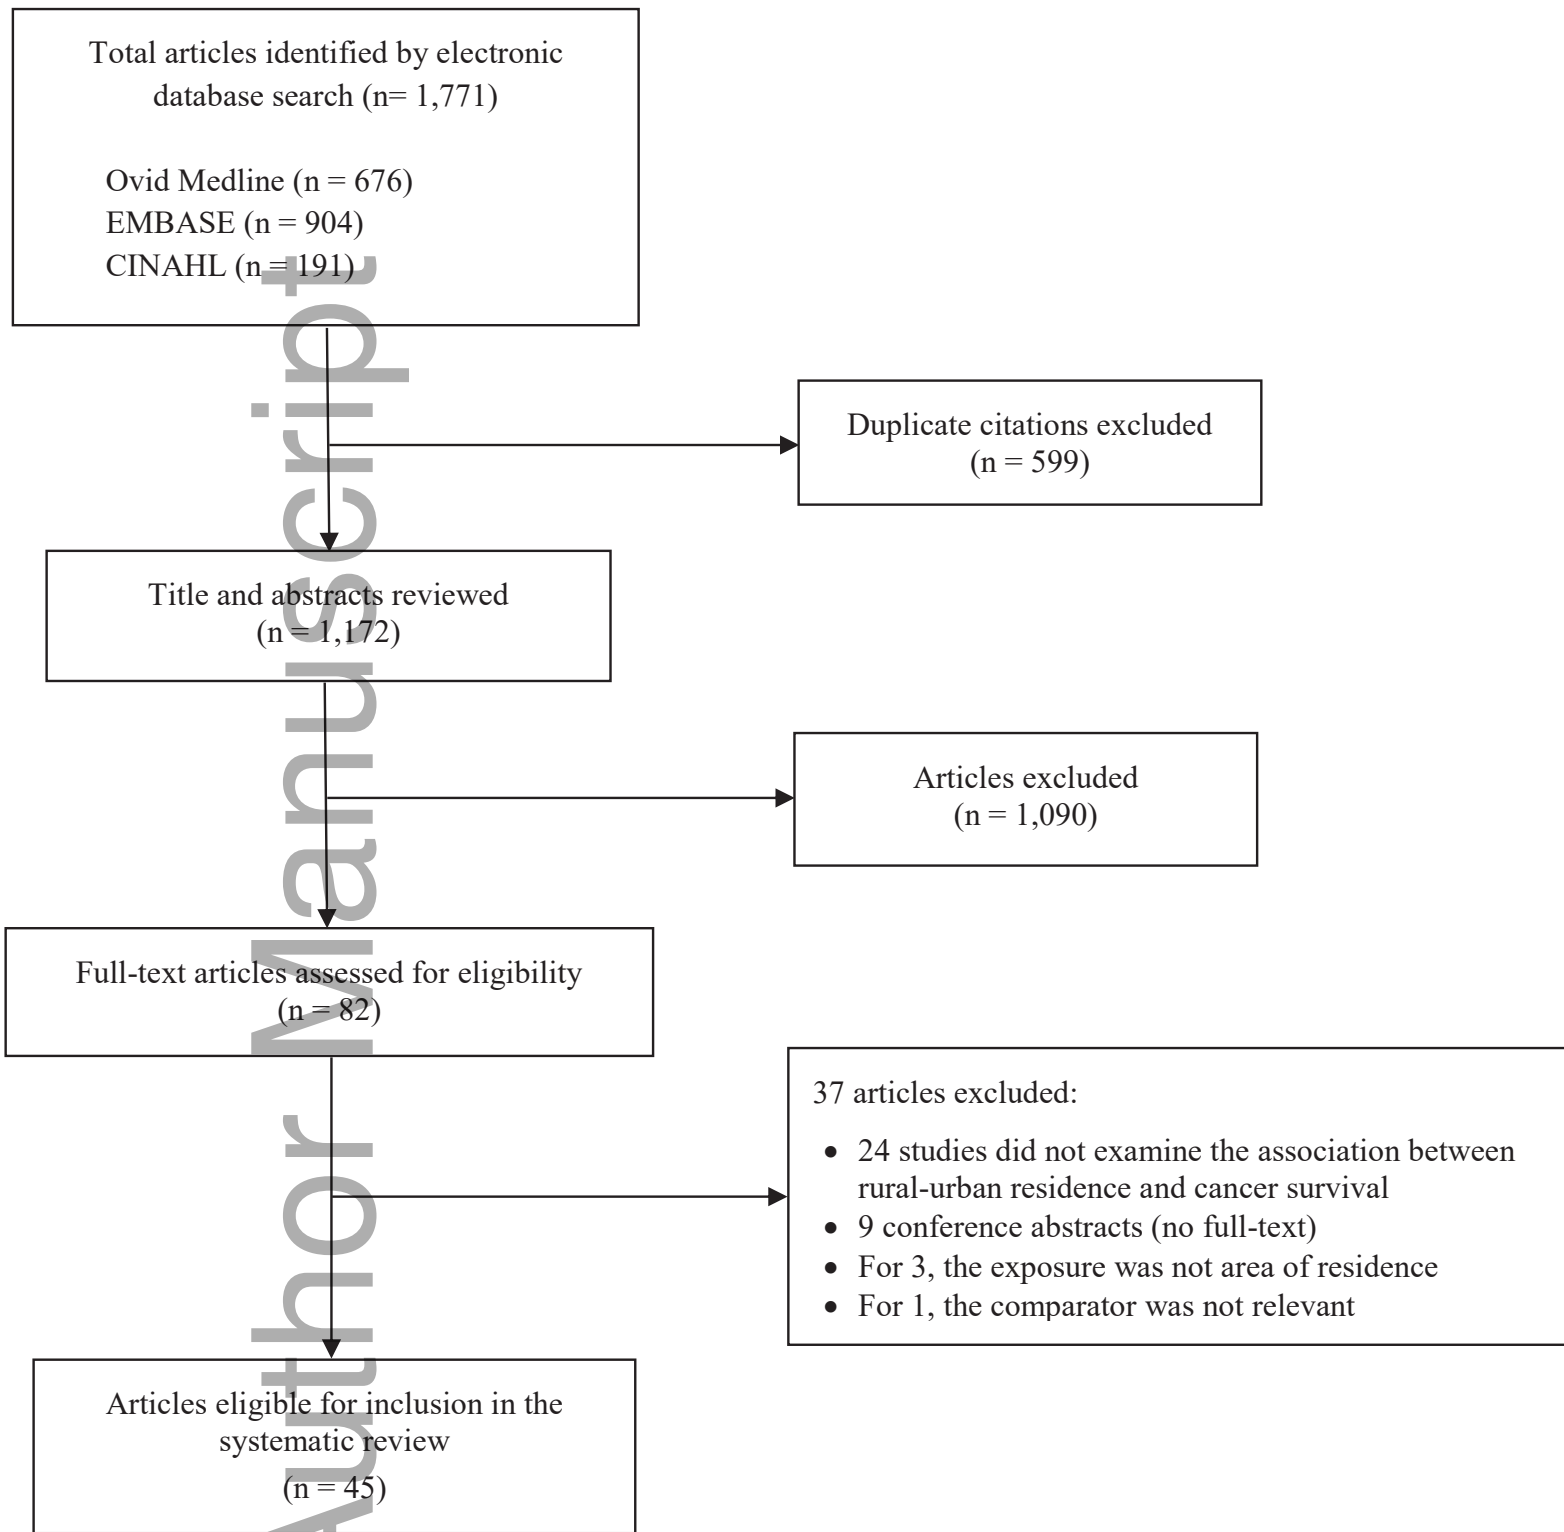 Total articles identified by electronic
database search (n= 1,771)
Ovid Medline (n = 676)
EMBASE (n = 904)
CINAHL (n = 191)
Duplicate citations excluded
(n = 599)
Title and abstracts reviewed
(n = 1,172)
Articles excluded
(n = 1,090)
Full-text articles assessed for eligibility
(n = 82)
37 articles excluded:
• 24 studies did not examine the association between
rural-urban residence and cancer survival
• 9 conference abstracts (no full-text)
• For 3, the exposure was not area of residence
• For 1, the comparator was not relevant
Articles eligible for inclusion in the
systematic review
(n = 45)
Author Manuscript